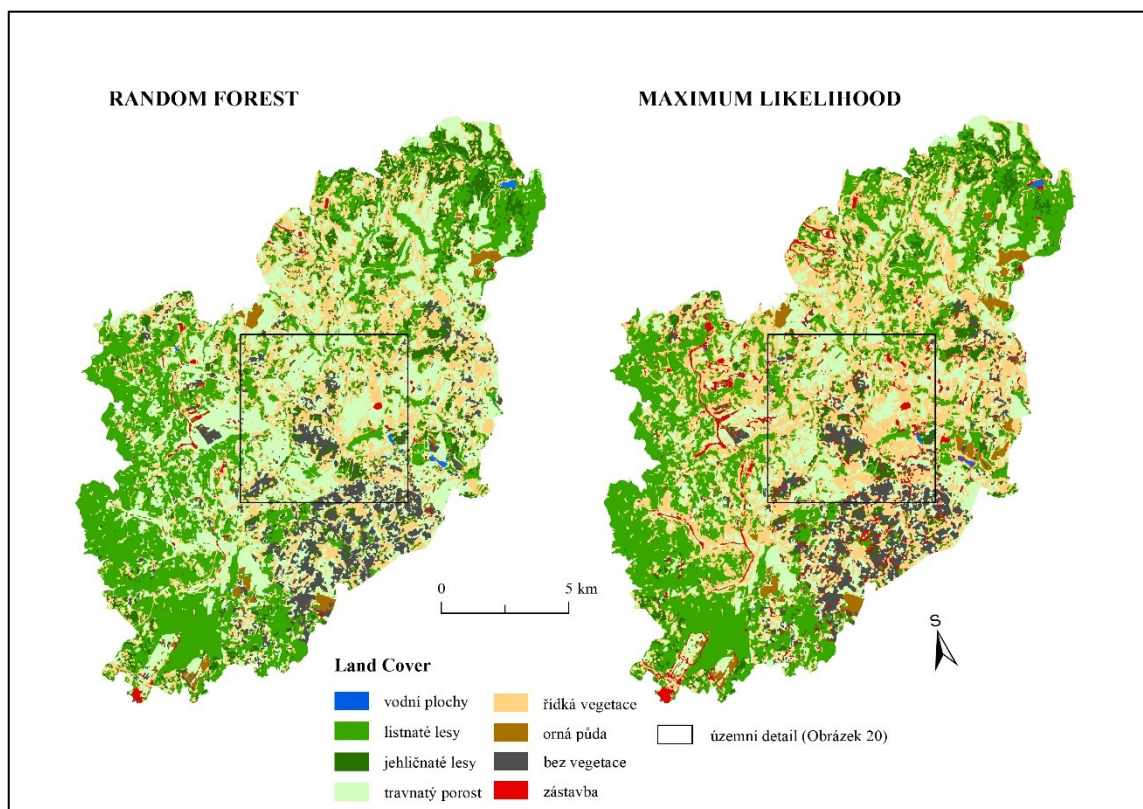 RANDOM FOREST
MAXIMUM LIKELIHOOD
0 5 km
S
Land Cover
vodní plochy
listnaté lesy
jehličnaté lesy
travnatý porost
řídká vegetace
orná půda
bez vegetace
zástavba
územní detail (Obrázek 20)